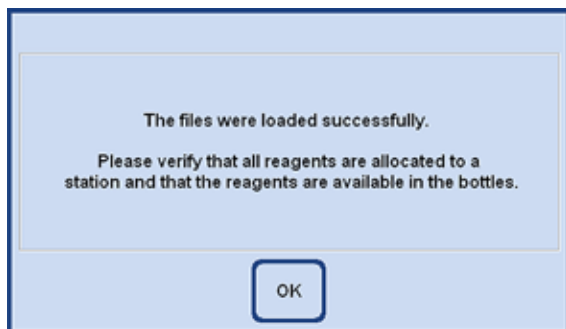 The files were loaded successfully.
Please verify that all reagents are allocated to a
station and that the reagents are available in the bottles.
OK